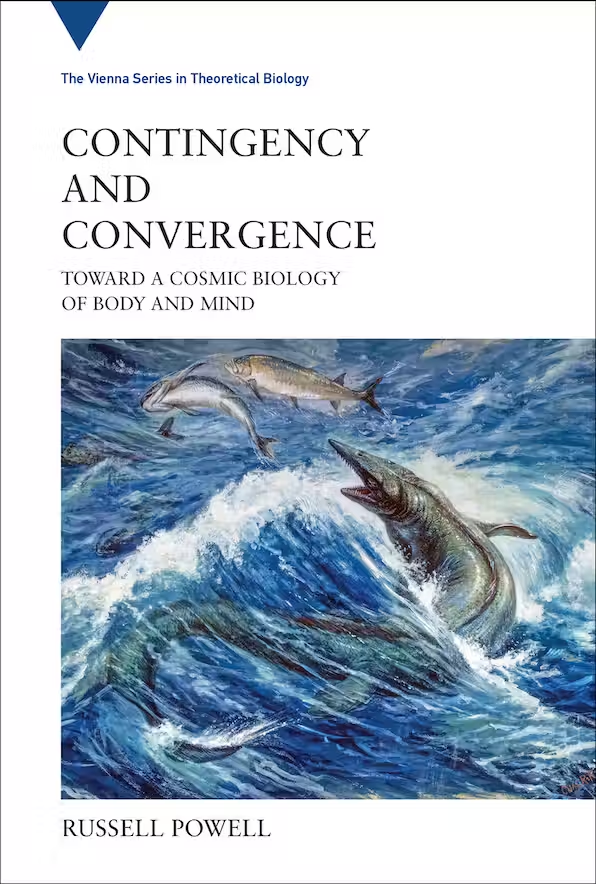 The Vienna Series in Theoretical Biology
CONTINGENCY
AND
CONVERGENCE
TOWARD A COSMIC BIOLOGY
OF BODY AND MIND
RUSSELL POWELL